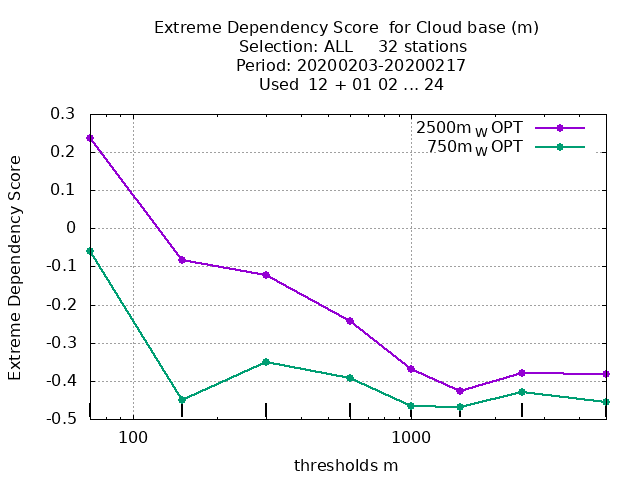 Extreme Dependency Score  for Cloud base (m)
Selection: ALL     32 stations
Period: 20200203-20200217
Used  12 + 01 02 ... 24
2500m W OPT
750m W OPT
Extreme Dependency Score
0.3
0.2
0.1
0
-0.1
-0.2
-0.3
-0.4
-0.5
100 1000
thresholds m